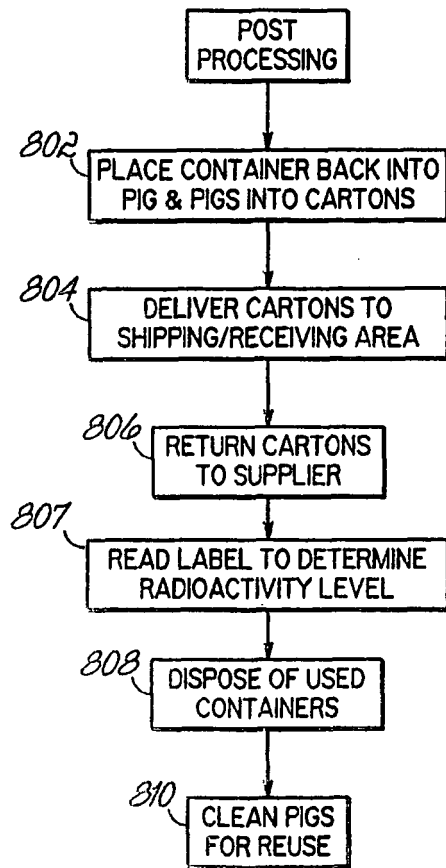 POST
PROCESSING
802
PLACE CONTAINER BACK INTO
PIG & PIGS INTO CARTONS
804
DELIVER CARTONS TO
SHIPPING/RECEIVING AREA
806
RETURN CARTONS
TO SUPPLIER
807
READ LABEL TO DETERMINE
RADIOACTIVITY LEVEL
808
DISPOSE OF USED
CONTAINERS
810
CLEAN PIGS
FOR REUSE